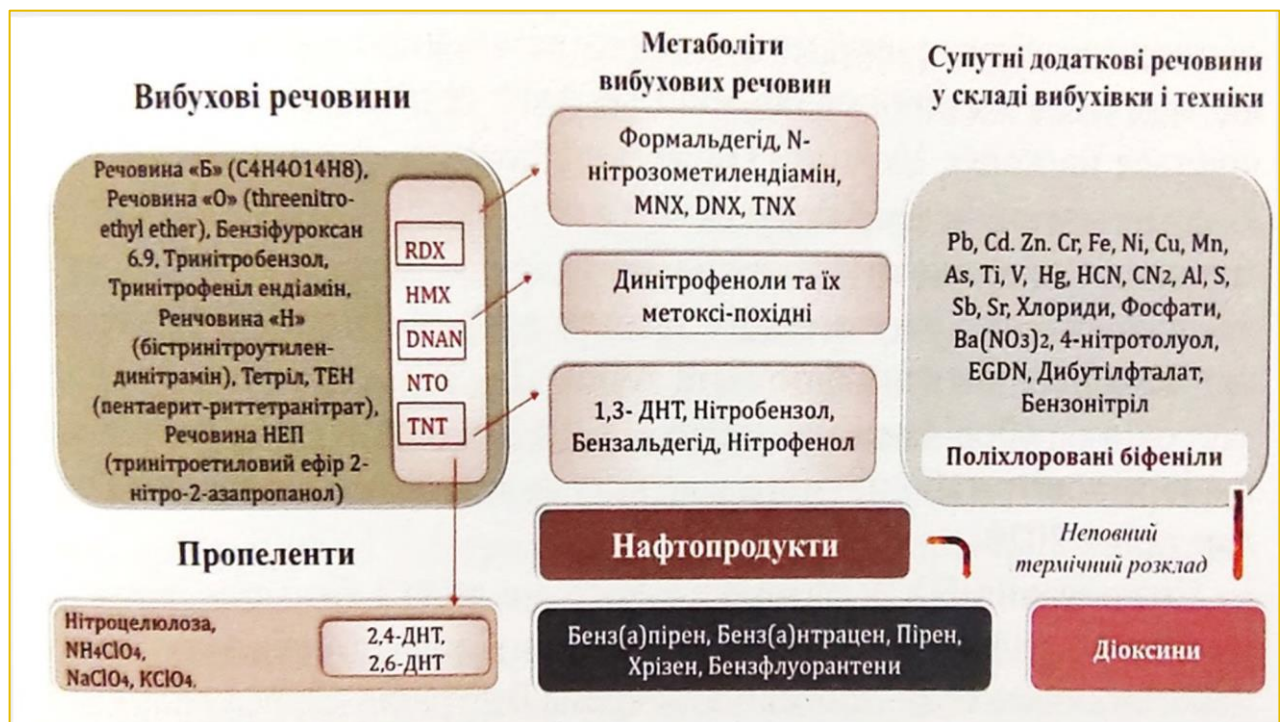 Вибухові речовини
Речовина «Б» (C4H4O14H8),
Речовина «О» (threenitro-
ethyl ether), Бензіфуроксан
6.9, Тринітробензол,
Тринітрофеніл ендіамін,
Ренчовина «Н»
(бістринітроутилен-
динітрамін), Тетріл, ТЕН
(пентаерит-риттетранітрат),
Речовина НЕП
(тринітроетиловий ефір 2-
нітро-2-азапропанол)
RDX
HMX
DNAN
NTO
TNT
Метаболіти
вибухових речовин
Формальдегід, N-
нітрозометилендіамін,
MNX, DNX, TNX
Динітрофеноли та їх
метоксі-похідні
1,3- ДНТ, Нітробензол,
Бензальдегід, Нітрофенол
Супутні додаткові речовини
у складі вибухівки і техніки
Pb, Cd. Zn. Cr, Fe, Ni, Cu, Mn,
As, Ti, V, Hg, HCN, CN2, Al, S,
Sb, Sr, Хлориди, Фосфати,
Ba(NO3)2, 4-нітротолуол,
EGDN, Дибутілфталат,
Бензонітріл
Поліхлоровані біфеніли
Пропеленти
Нітроцелюлоза,
NH4ClO4,
NaClO4, KClO4.
2,4-ДНТ,
2,6-ДНТ
Нафтопродукти
Бенз(а)пірен, Бенз(а)нтрацен, Пірен,
Хрізен, Бензфлуорантени
Неповний
термічний розклад
Діоксини